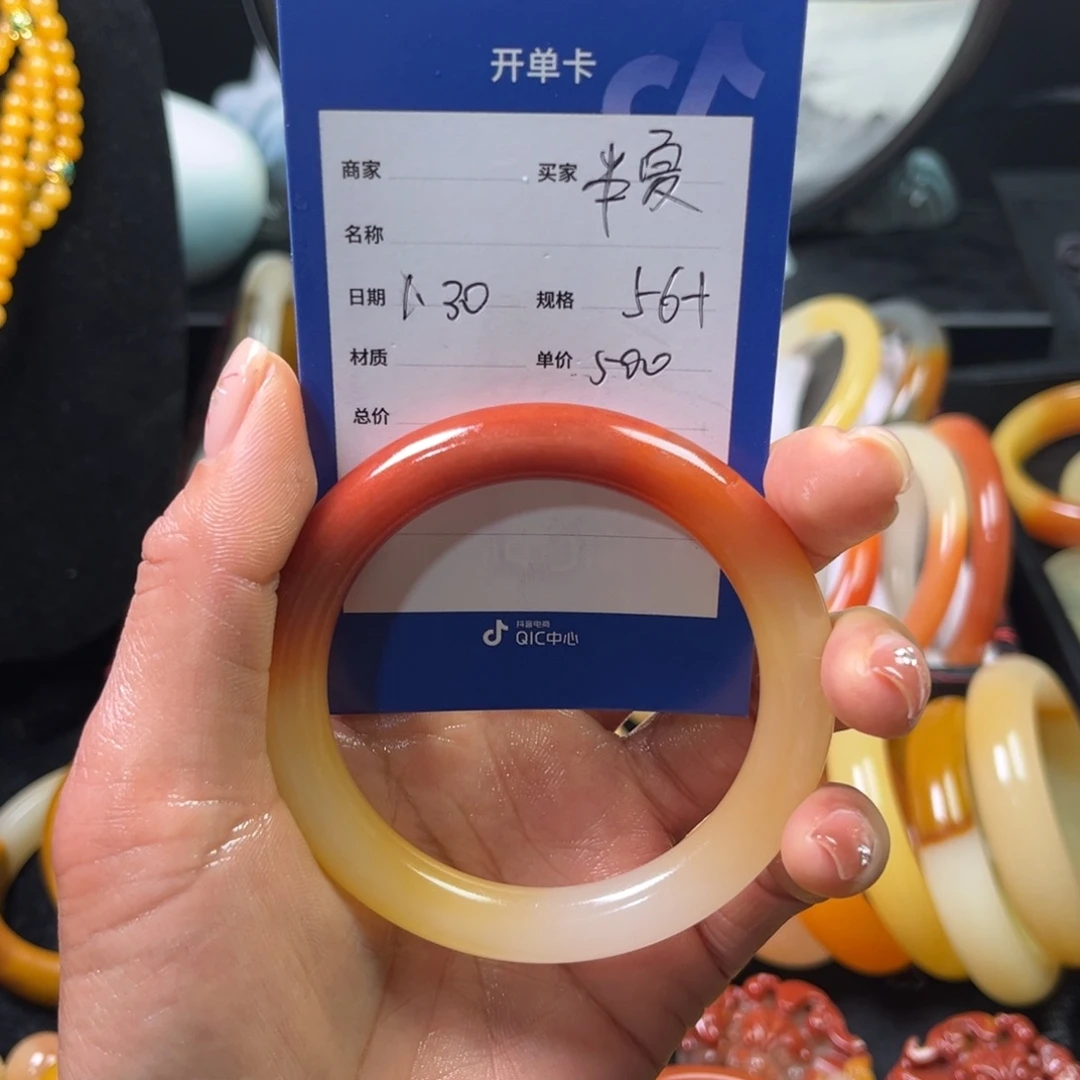 开单卡
商家 买家 半夏
名称
日期 1、30 规格 56+
材质 单价 590
总价
抖音电商
QIC中心